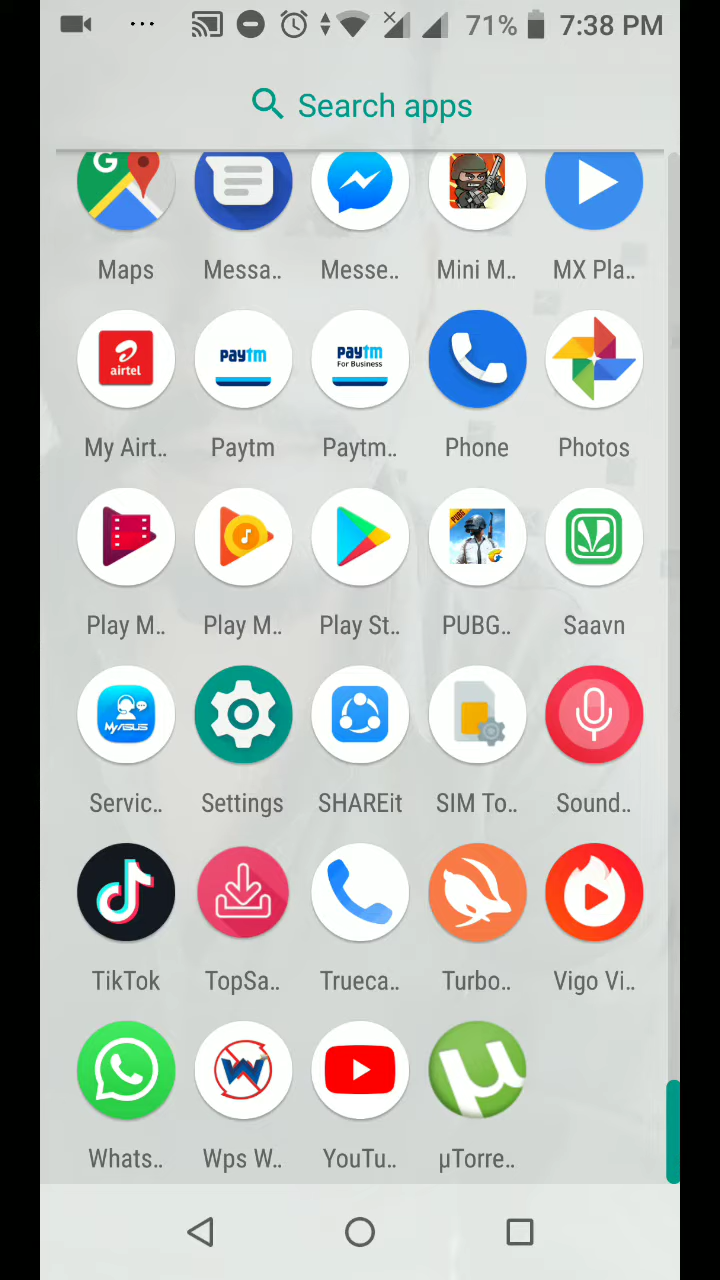 71% 7:38 PM
Search apps
G
Maps Messa.. Messe.. Mini M.. MX Pla..
airtel paytm paytm
For Business
My Airt.. Paytm Paytm.. Phone Photos
PUBG
Play M.. Play M.. Play St.. PUBG.. Saavn
MyASUS
Servic.. Settings SHAREit SIM To.. Sound..
TikTok TopSa.. Trueca.. Turbo.. Vigo Vi..
W µ
Whats.. Wps W.. YouTu.. µTorre..